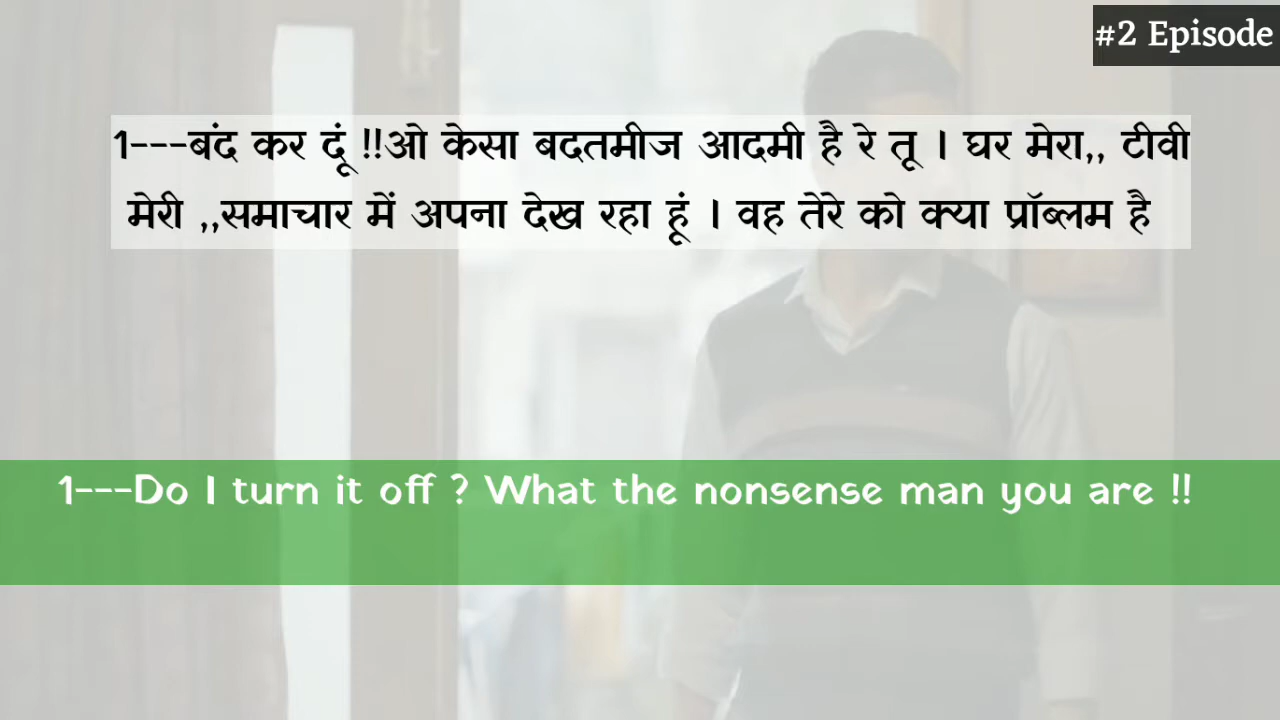 #2 Episode
1---बंद कर दूं !!ओ केसा बदतमीज आदमी है रे तू । घर मेरा,, टीवी
मेरी ,,समाचार में अपना देख रहा हूं । वह तेरे को क्या प्रॉब्लम है
1---Do I turn it off ? What the nonsense man you are !!